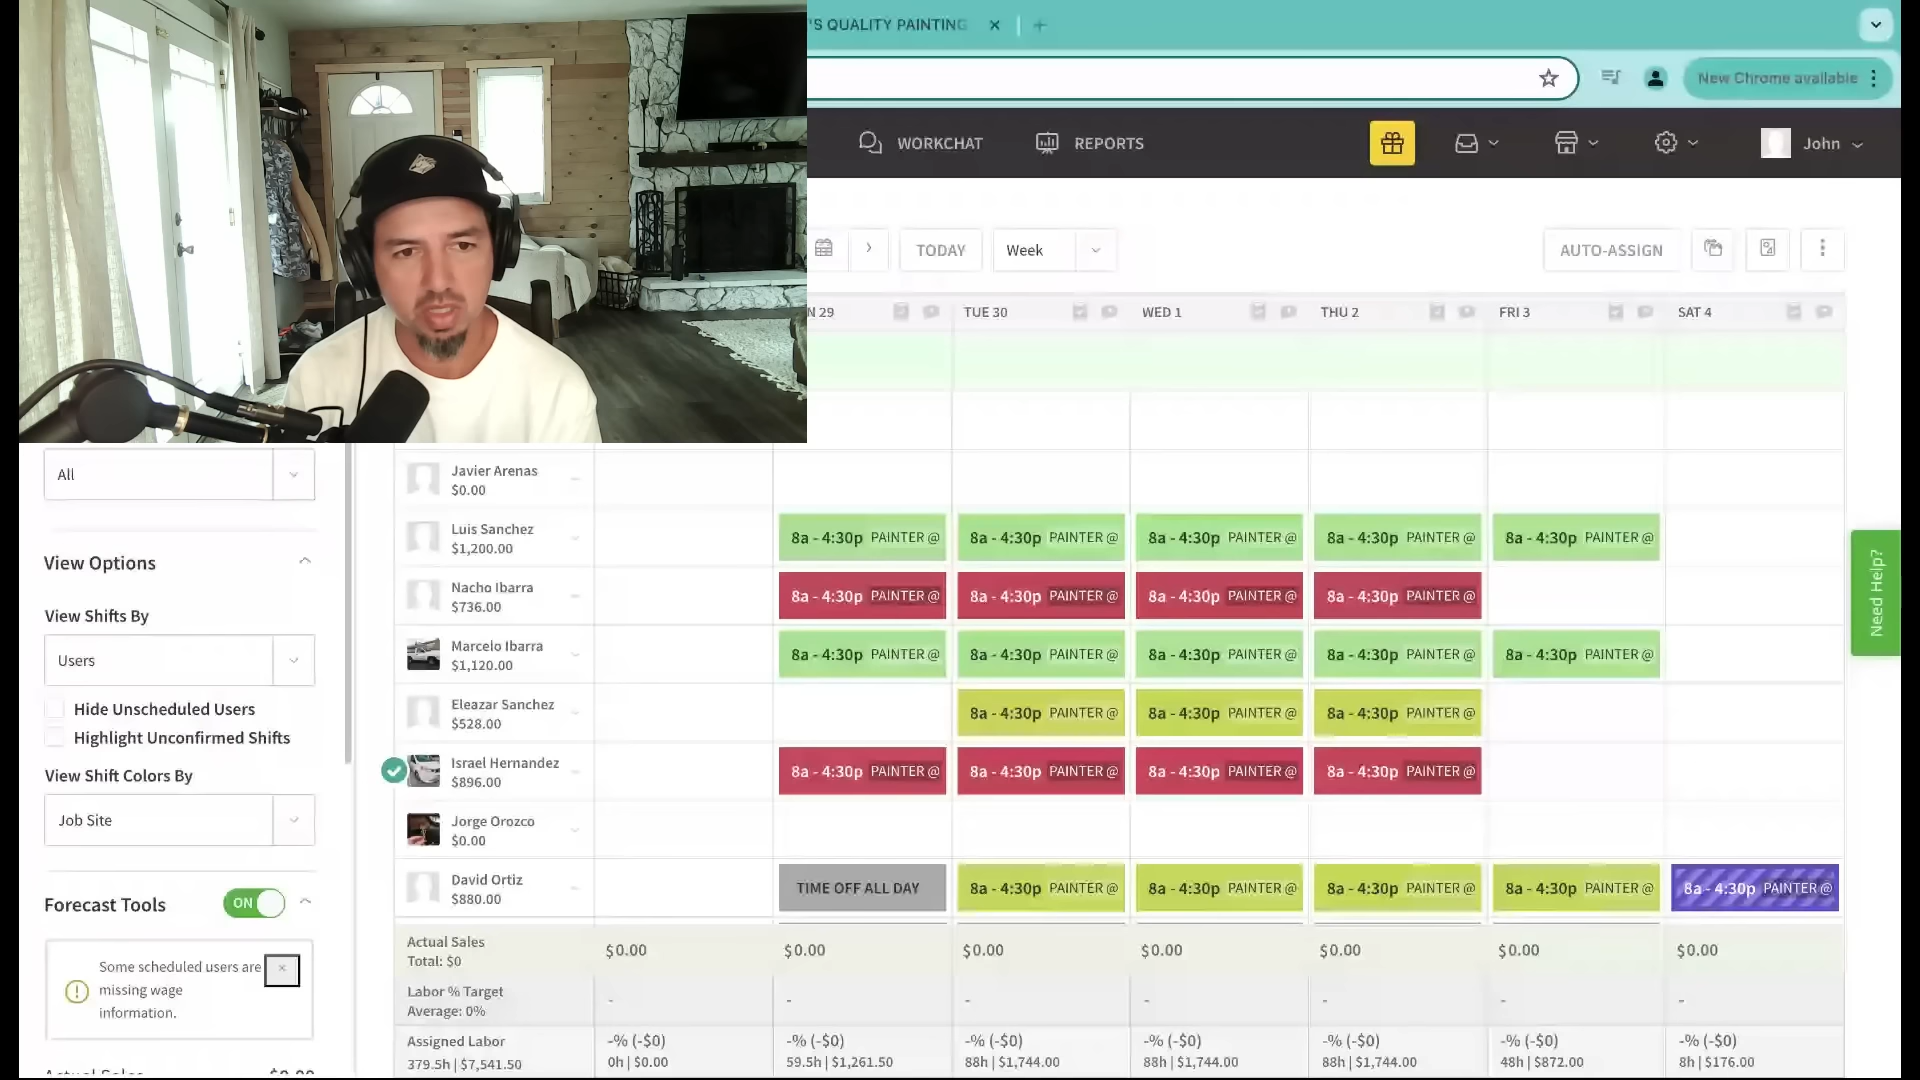 'S QUALITY PAINTING
New Chrome available
WORKCHAT
REPORTS
John
TODAY
Week
AUTO-ASSIGN
N 29
TUE 30
WED 1
THU 2
FRI 3
SAT 4
All
View Options
View Shifts By
Users
Hide Unscheduled Users
Highlight Unconfirmed Shifts
View Shift Colors By
Job Site
Forecast Tools
ON
Some scheduled users are
missing wage
information.
Javier Arenas
$0.00
Luis Sanchez
$1,200.00
8a - 4:30p PAINTER @
8a - 4:30p PAINTER @
8a - 4:30p PAINTER @
8a - 4:30p PAINTER @
8a - 4:30p PAINTER @
Nacho Ibarra
$736.00
8a - 4:30p PAINTER @
8a - 4:30p PAINTER @
8a - 4:30p PAINTER @
8a - 4:30p PAINTER @
Marcelo Ibarra
$1,120.00
8a - 4:30p PAINTER @
8a - 4:30p PAINTER @
8a - 4:30p PAINTER @
8a - 4:30p PAINTER @
8a - 4:30p PAINTER @
Eleazar Sanchez
$528.00
8a - 4:30p PAINTER @
8a - 4:30p PAINTER @
8a - 4:30p PAINTER @
Israel Hernandez
$896.00
8a - 4:30p PAINTER @
8a - 4:30p PAINTER @
8a - 4:30p PAINTER @
8a - 4:30p PAINTER @
Jorge Orozco
$0.00
David Ortiz
$880.00
TIME OFF ALL DAY
8a - 4:30p PAINTER @
8a - 4:30p PAINTER @
8a - 4:30p PAINTER @
8a - 4:30p PAINTER @
8a - 4:30p PAINTER @
Actual Sales
Total: $0
$0.00
$0.00
$0.00
$0.00
$0.00
$0.00
$0.00
Labor % Target
Average: 0%
-
-
-
-
-
-
-
Assigned Labor
379.5h | $7,541.50
-% (-$0)
0h | $0.00
-% (-$0)
59.5h | $1,261.50
-% (-$0)
88h | $1,744.00
-% (-$0)
88h | $1,744.00
-% (-$0)
88h | $1,744.00
-% (-$0)
48h | $872.00
-% (-$0)
8h | $176.00
Need Help?